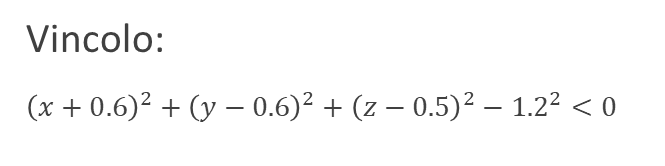 Vincolo:
(x + 0.6)² + (y − 0.6)² + (z − 0.5)² − 1.2² < 0